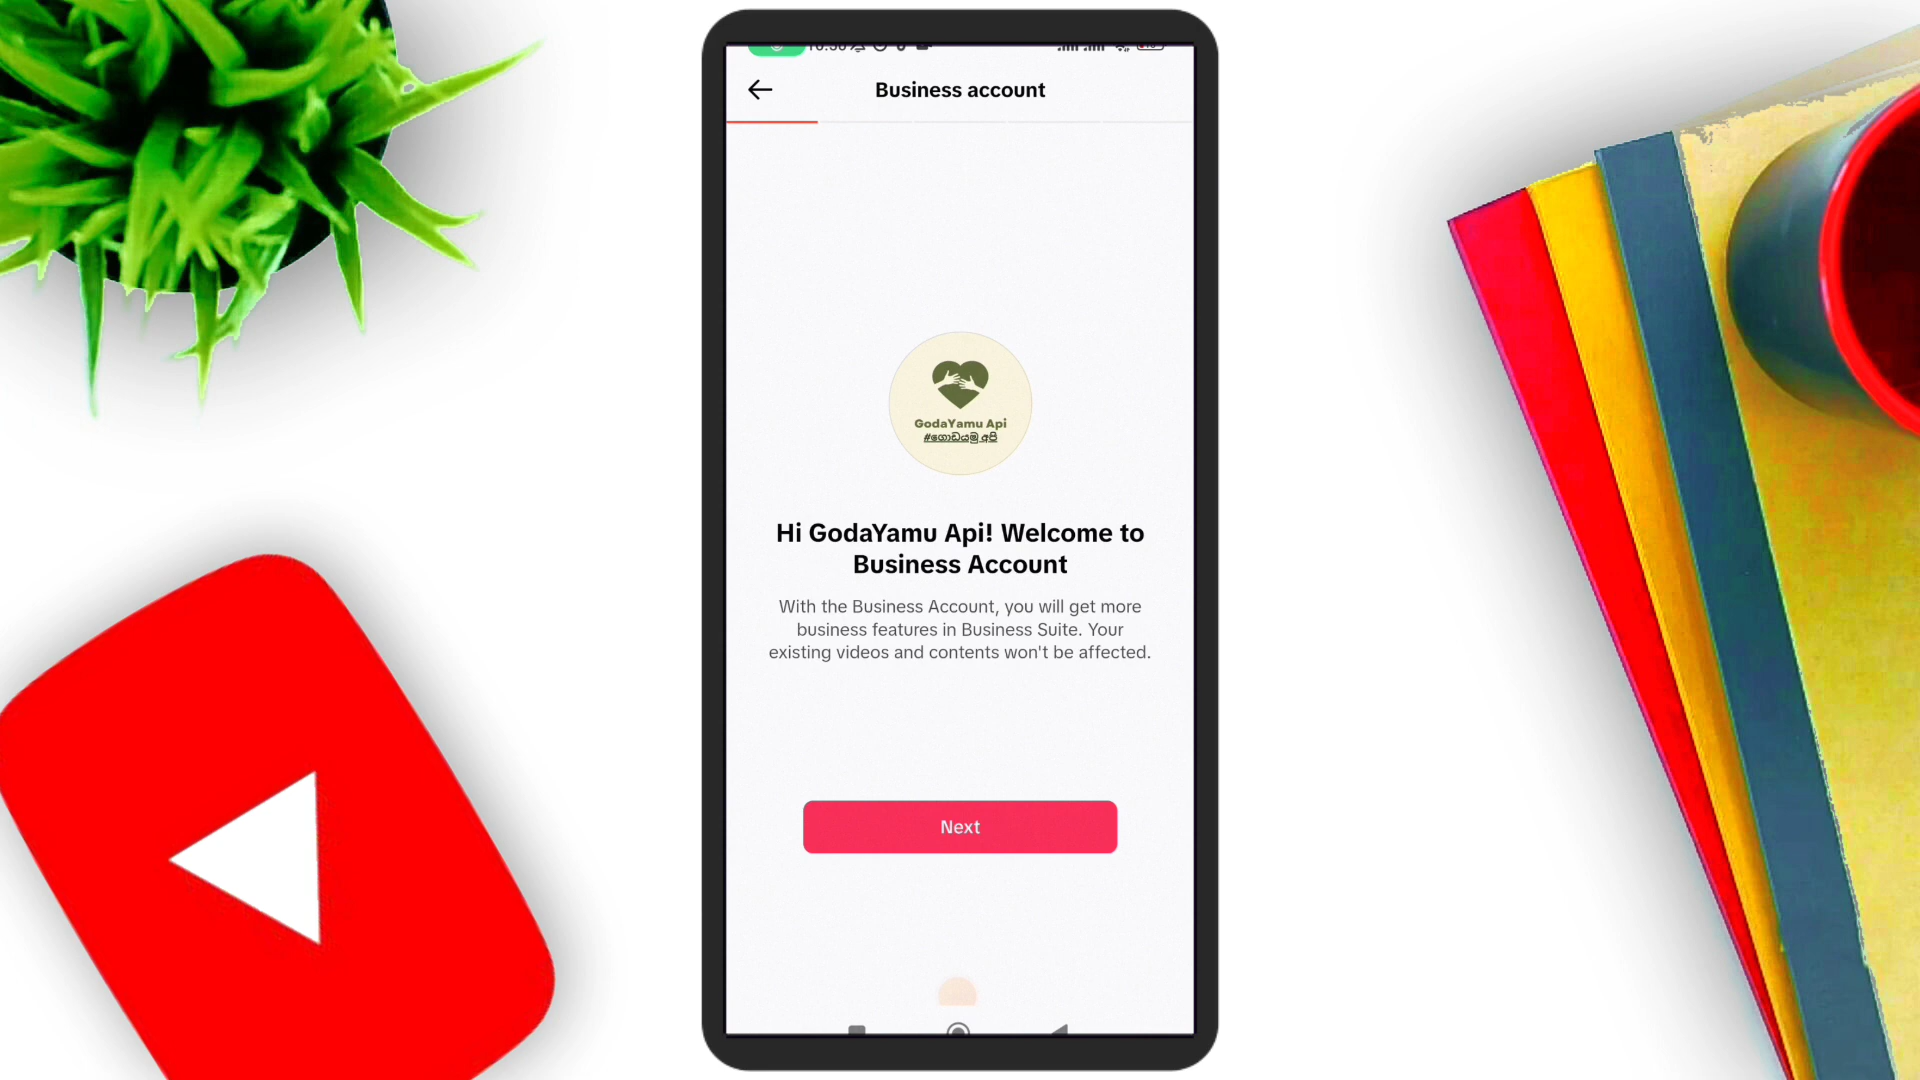 Business account
GodaYamu Api
#ගොඩයමු අපි
Hi GodaYamu Api! Welcome to
Business Account
With the Business Account, you will get more
business features in Business Suite. Your
existing videos and contents won't be affected.
Next